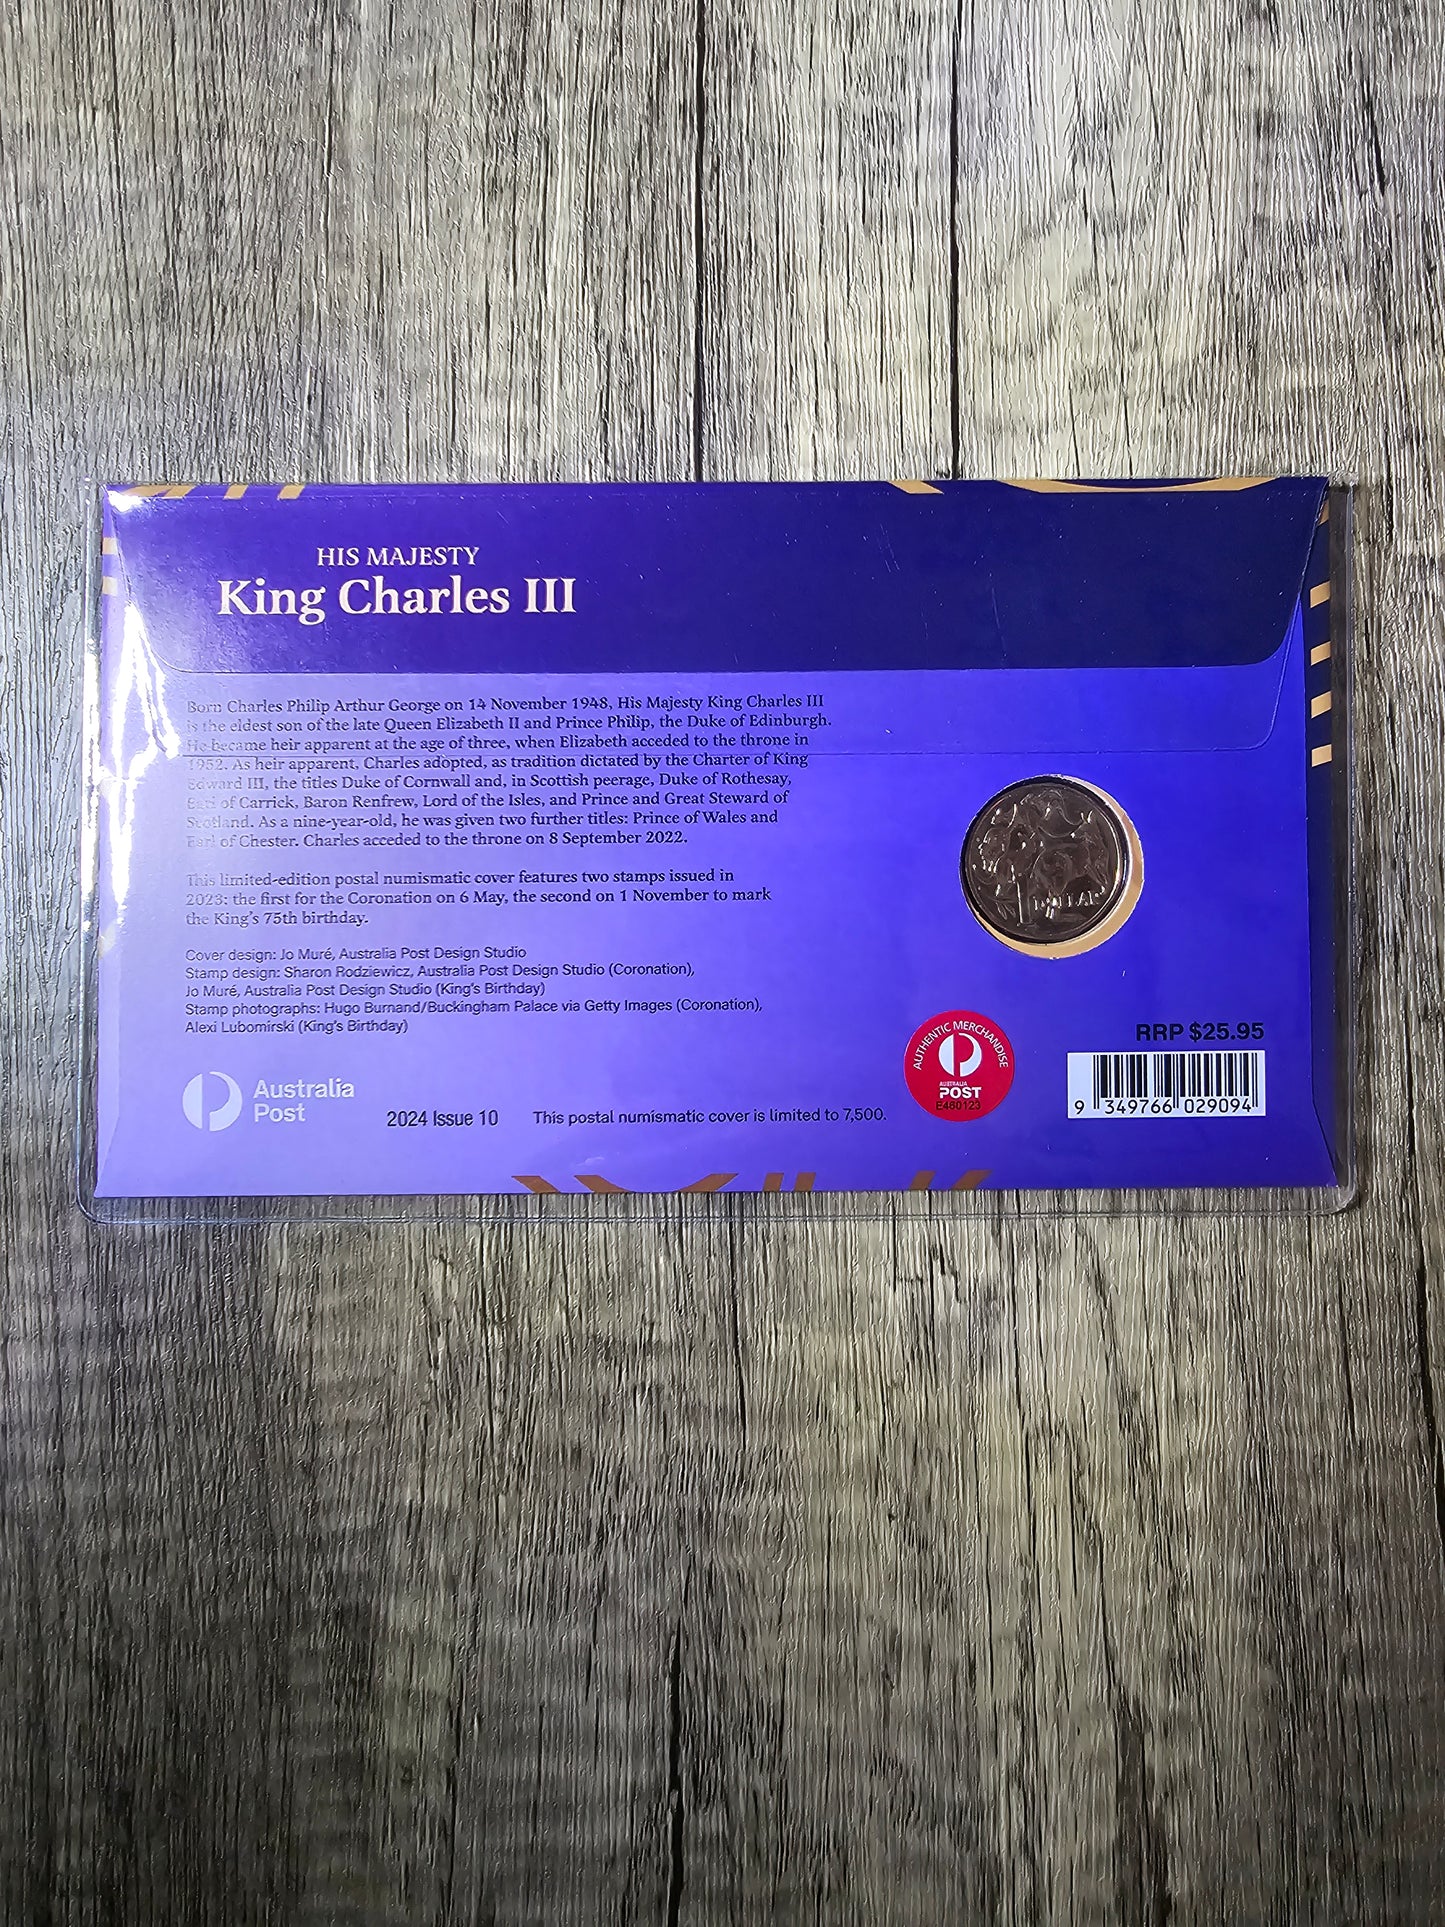 HIS MAJESTY
King Charles III
Born Charles Philip Arthur George on 14 November 1948, His Majesty King Charles III
is the eldest son of the late Queen Elizabeth II and Prince Philip, the Duke of Edinburgh.
He became heir apparent at the age of three, when Elizabeth acceded to the throne in
1952. As heir apparent, Charles adopted, as tradition dictated by the Charter of King
Edward III, the titles Duke of Cornwall and, in Scottish peerage, Duke of Rothesay,
Earl of Carrick, Baron Renfrew, Lord of the Isles, and Prince and Great Steward of
Scotland. As a nine-year-old, he was given two further titles: Prince of Wales and
Earl of Chester. Charles acceded to the throne on 8 September 2022.
This limited-edition postal numismatic cover features two stamps issued in
2023: the first for the Coronation on 6 May, the second on 1 November to mark
the King's 75th birthday.
Cover design: Jo Muré, Australia Post Design Studio
Stamp design: Sharon Rodziewicz, Australia Post Design Studio (Coronation),
Jo Muré, Australia Post Design Studio (King's Birthday)
Stamp photographs: Hugo Burnand/Buckingham Palace via Getty Images (Coronation),
Alexi Lubomirski (King's Birthday)
Australia
Post
2024 Issue 10
This postal numismatic cover is limited to 7,500.
DOLLAR
AUTHENTIC MERCHANDISE
AUSTRALIA
POST
E480123
RRP $25.95
9 349766 029094